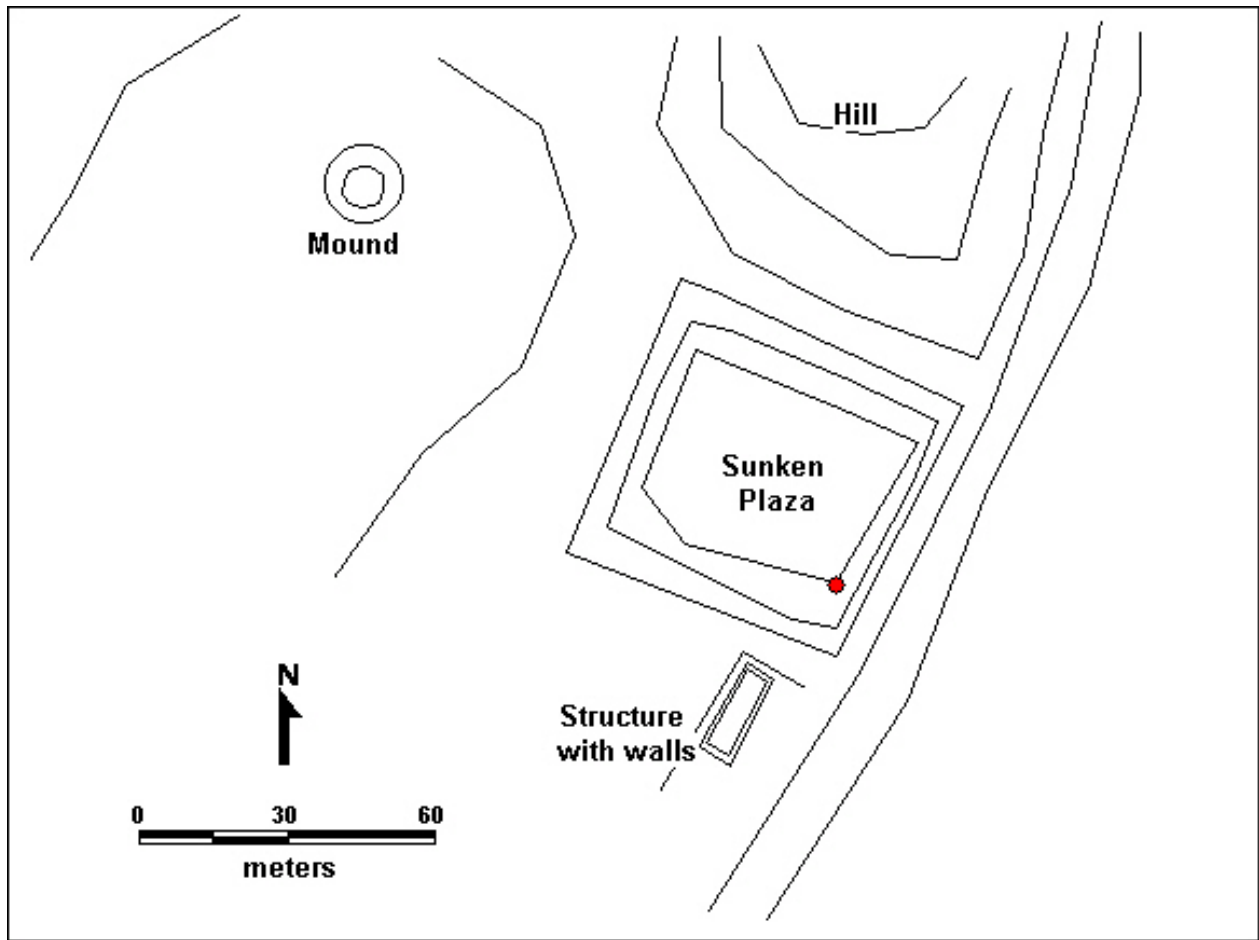 Hill
Mound
Sunken
Plaza
N
Structure
with walls
0 30 60
meters